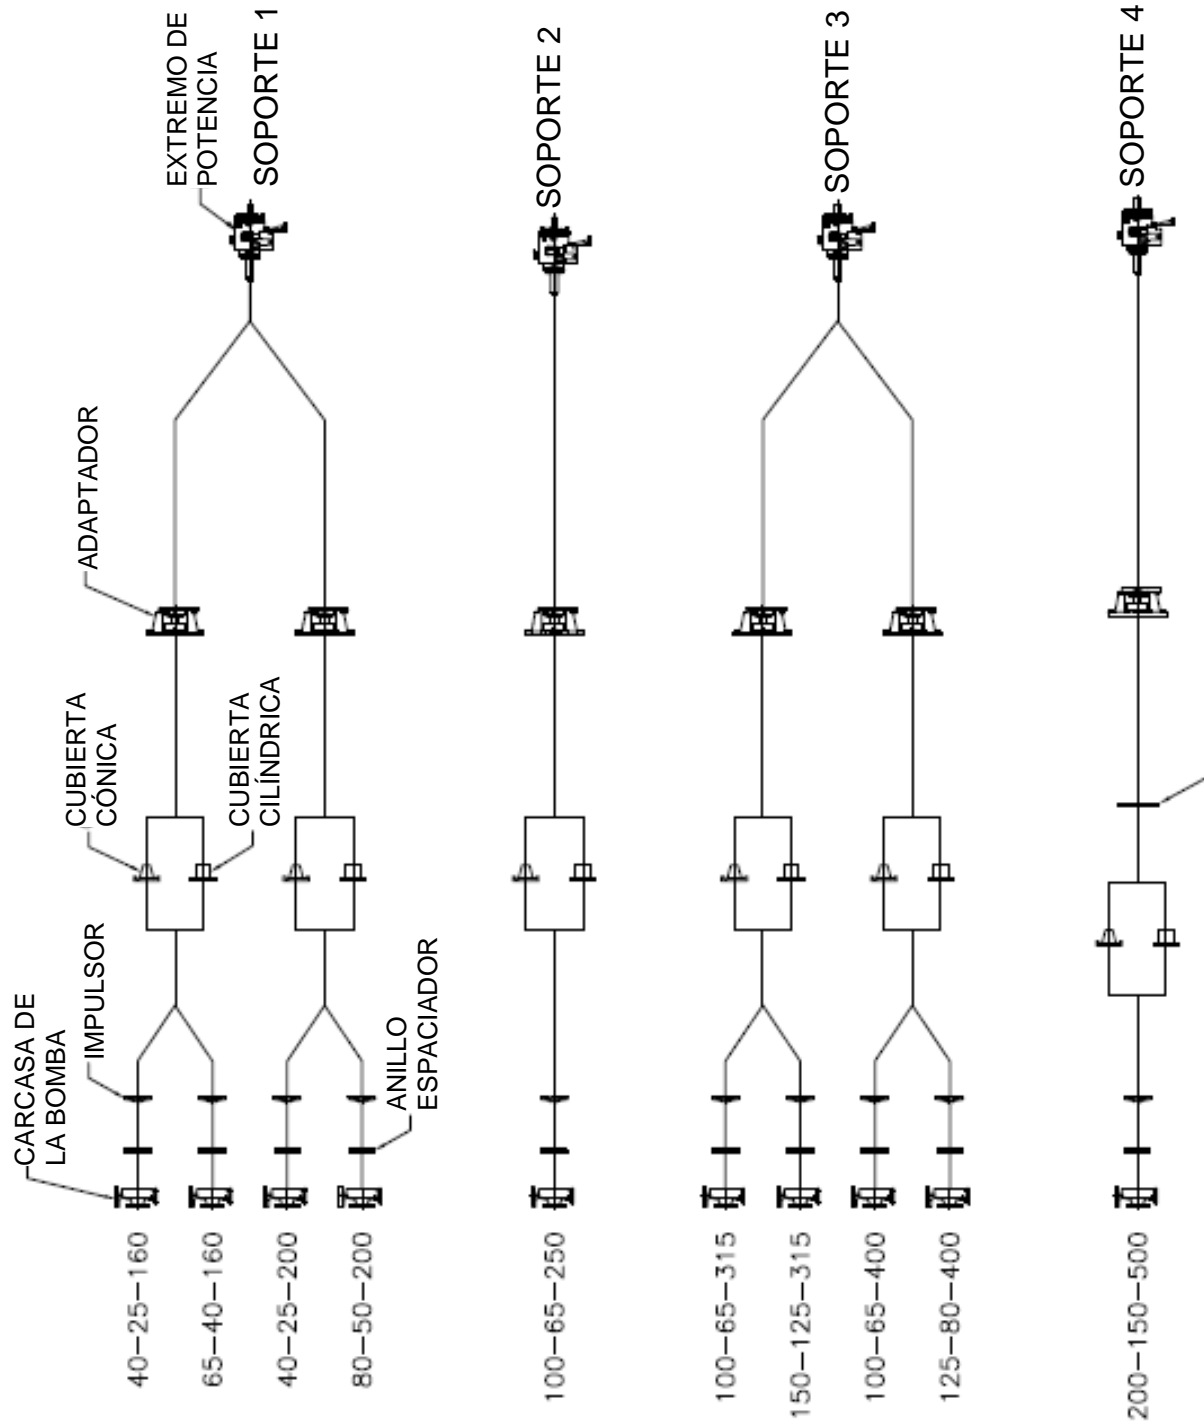 CARCASA DE
LA BOMBA
IMPULSOR
CUBIERTA
CÓNICA
ADAPTADOR
EXTREMO DE
POTENCIA
CUBIERTA
CILÍNDRICA
ANILLO
ESPACIADOR
40-25-160
65-40-160
40-25-200
80-50-200
SOPORTE 1
100-65-250
SOPORTE 2
100-65-315
150-125-315
100-65-400
125-80-400
SOPORTE 3
200-150-500
SOPORTE 4